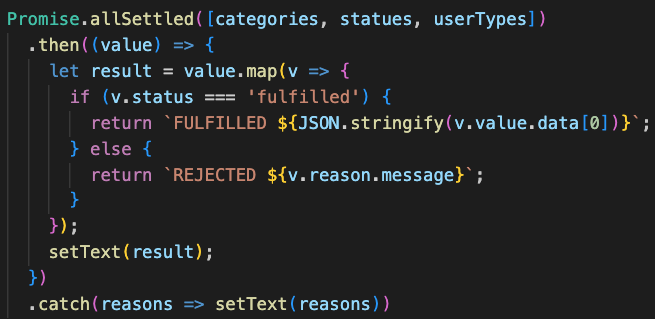 Promise.allSettled([categories, statues, userTypes])
  .then((value) => {
    let result = value.map(v => {
      if (v.status === 'fulfilled') {
        return `FULFILLED ${JSON.stringify(v.value.data[0])}`;
      } else {
        return `REJECTED ${v.reason.message}`;
      }
    });
    setText(result);
  })
  .catch(reasons => setText(reasons))